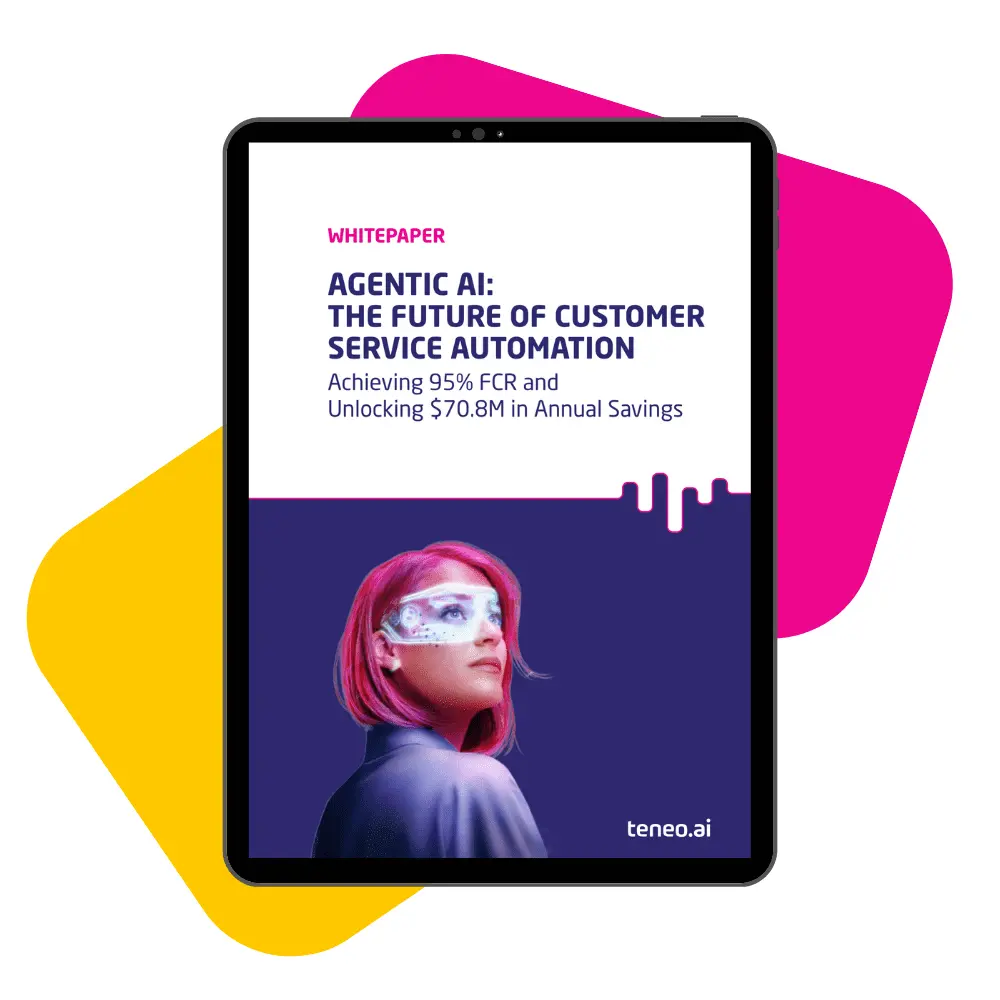 WHITEPAPER
AGENTIC AI:
THE FUTURE OF CUSTOMER
SERVICE AUTOMATION
Achieving 95% FCR and
Unlocking $70.8M in Annual Savings
teneo.ai